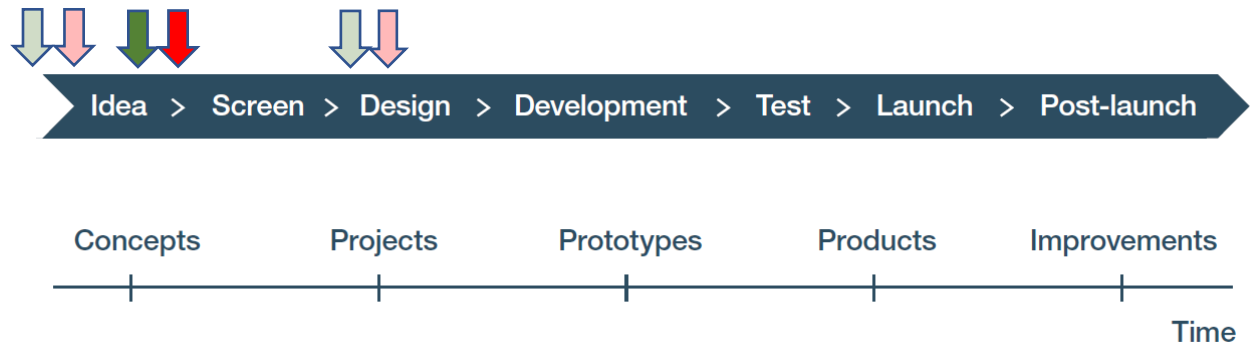 Idea > Screen > Design > Development > Test > Launch > Post-launch
Concepts Projects Prototypes Products Improvements
Time